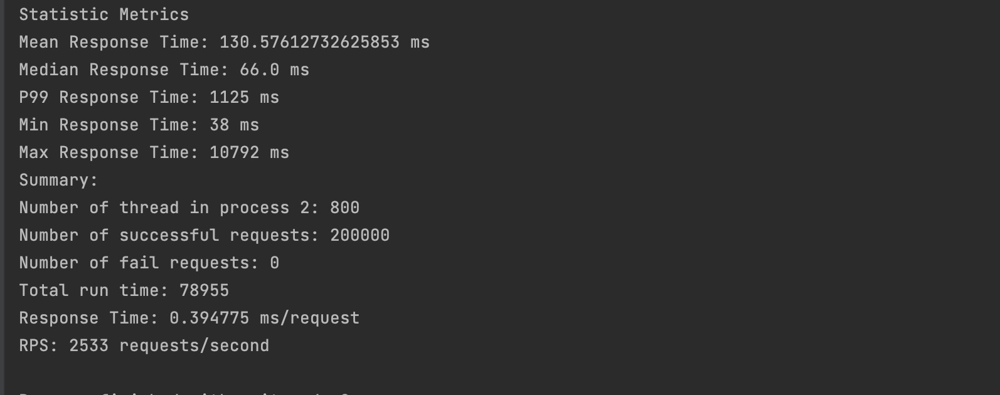 Statistic Metrics
Mean Response Time: 130.57612732625853 ms
Median Response Time: 66.0 ms
P99 Response Time: 1125 ms
Min Response Time: 38 ms
Max Response Time: 10792 ms
Summary:
Number of thread in process 2: 800
Number of successful requests: 200000
Number of fail requests: 0
Total run time: 78955
Response Time: 0.394775 ms/request
RPS: 2533 requests/second